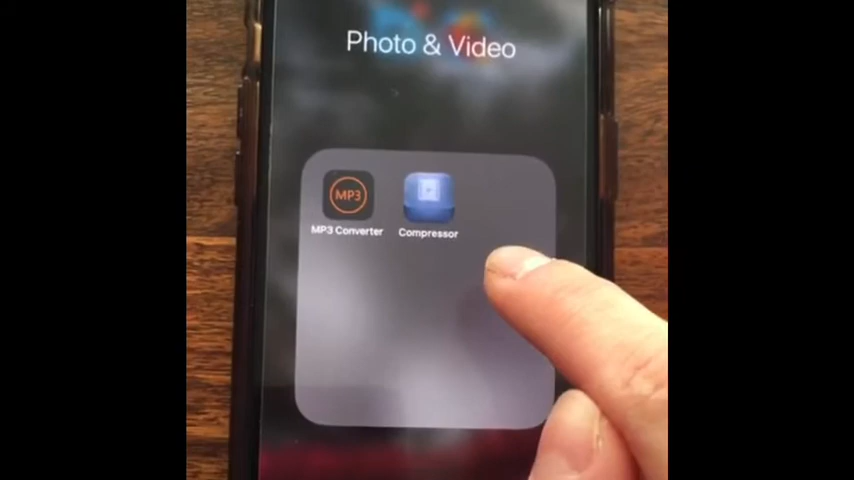 Photo & Video
MP3
MP3 Converter
Compressor